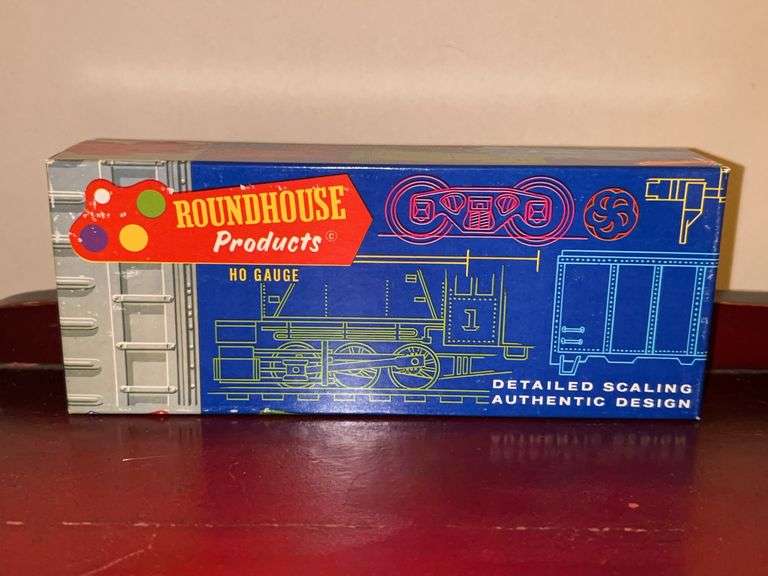 ROUNDHOUSE
Products ©
HO GAUGE
1
DETAILED SCALING
AUTHENTIC DESIGN